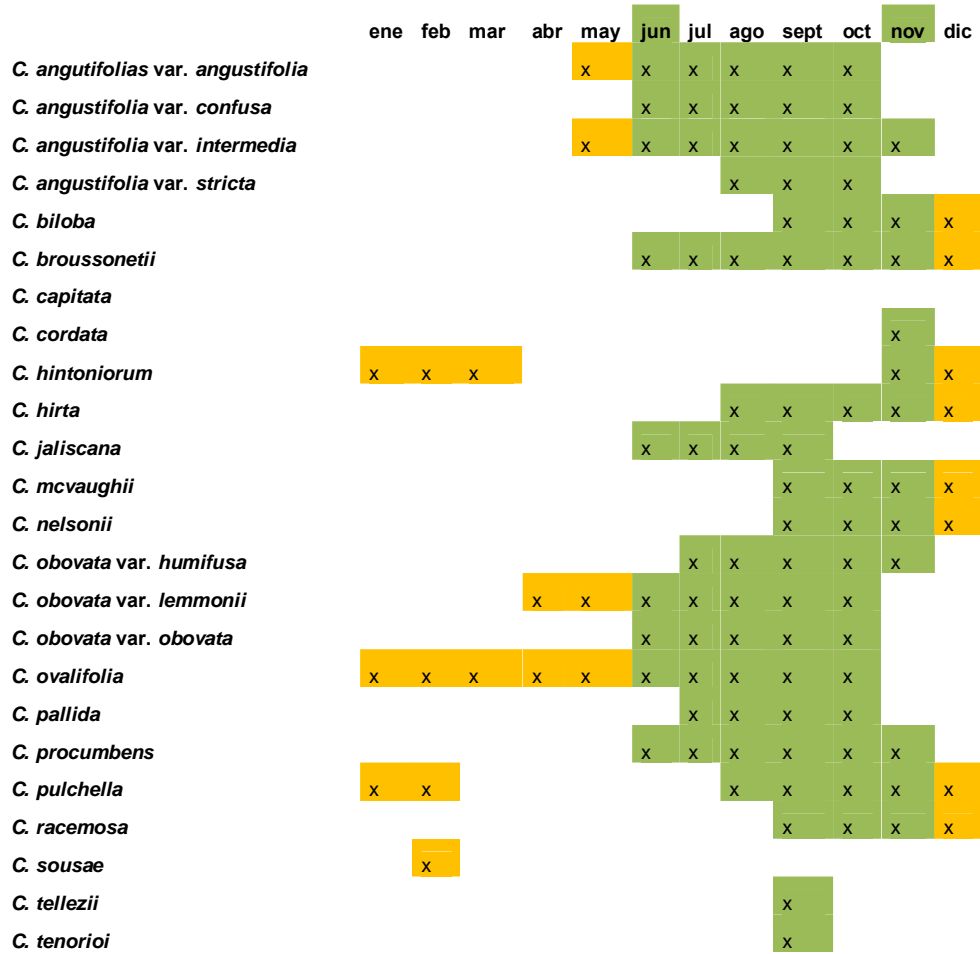 ene feb mar abr may jun jul ago sept oct nov dic
C. angutifolias var. angustifolia x x x x x x
C. angustifolia var. confusa x x x x x
C. angustifolia var. intermedia x x x x x x x
C. angustifolia var. stricta x x x
C. biloba x x x x
C. broussonetii x x x x x x x
C. capitata
C. cordata x
C. hintoniorum x x x x x
C. hirta x x x x x
C. jaliscana x x x x
C. mcvaughii x x x x
C. nelsonii x x x x
C. obovata var. humifusa x x x x x
C. obovata var. lemmonii x x x x x x x
C. obovata var. obovata x x x x x
C. ovalifolia x x x x x x x x x x
C. pallida x x x x
C. procumbens x x x x x x
C. pulchella x x x x x x x
C. racemosa x x x x
C. sousae x
C. tellezii x
C. tenorioi x